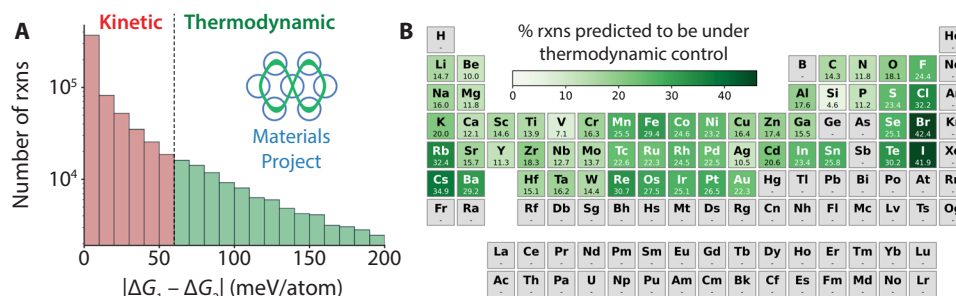 A
Kinetic
Thermodynamic
Number of rxns
10^5
10^4
Materials
Project
0 50 100 150 200
|ΔG₁ – ΔG₂| (meV/atom)
B
% rxns predicted to be under
thermodynamic control
0 20 40
H
-
Li Be B C N O F
14.7 10.0 - 14.3 11.8 18.1 24.4
Na Mg Al Si P S Cl
16.0 11.8 17.6 4.6 11.2 23.4 32.2
K Ca Sc Ti V Cr Mn Fe Co Ni Cu Zn Ga Ge As Se Br
20.0 12.1 14.6 13.9 7.1 16.3 25.5 29.4 24.6 23.2 16.4 17.4 15.5 - - 25.1 42.4
Rb Sr Y Zr Nb Mo Tc Ru Rh Pd Ag Cd In Sn Sb Te I
32.4 15.7 11.3 18.3 12.7 13.7 22.6 22.3 24.5 22.5 10.5 20.6 23.4 25.8 - 30.2 41.9
Cs Ba Hf Ta W Re Os Ir Pt Au Hg Tl Pb Bi Po At
34.9 29.2 15.1 16.2 14.4 30.7 27.5 25.1 26.5 22.3 - - - - - -
Fr Ra Rf Db Sg Bh Hs Mt Ds Rg Cn Nh Fl Mc Lv Ts
- - - - - - - - - - - - - - - -
La Ce Pr Nd Pm Sm Eu Gd Tb Dy Ho Er Tm Yb Lu
- - - - - - - - - - - - - - -
Ac Th Pa U Np Pu Am Cm Bk Cf Es Fm Md No Lr
- - - - - - - - - - - - - - -